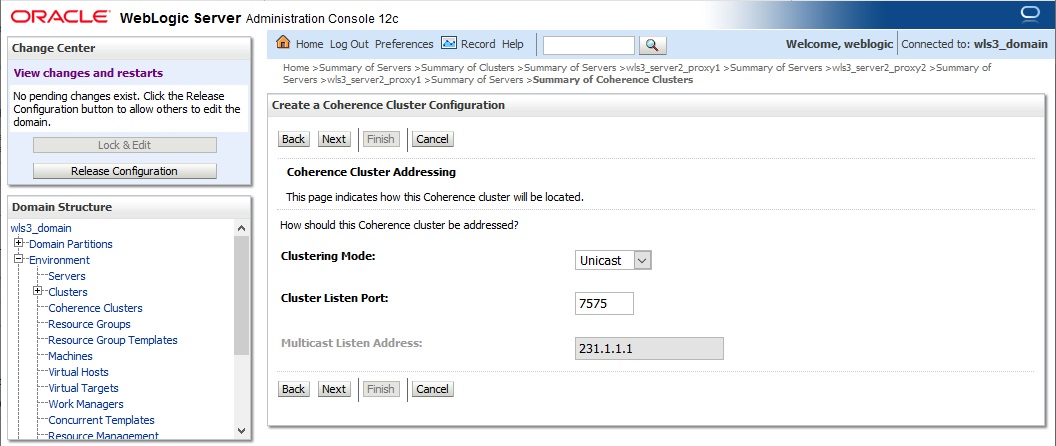 ORACLE® WebLogic Server Administration Console 12c
Change Center
View changes and restarts
No pending changes exist. Click the Release
Configuration button to allow others to edit the
domain.
Lock & Edit
Release Configuration
Domain Structure
wls3_domain
Domain Partitions
Environment
Servers
Clusters
Coherence Clusters
Resource Groups
Resource Group Templates
Machines
Virtual Hosts
Virtual Targets
Work Managers
Concurrent Templates
Resource Management
Home Log Out Preferences Record Help
Welcome, weblogic Connected to: wls3_domain
Home >Summary of Servers >Summary of Clusters >Summary of Servers >wls3_server2_proxy1 >Summary of Servers >wls3_server2_proxy2 >Summary of
Servers >wls3_server2_proxy1 >Summary of Servers >Summary of Coherence Clusters
Create a Coherence Cluster Configuration
Back Next Finish Cancel
Coherence Cluster Addressing
This page indicates how this Coherence cluster will be located.
How should this Coherence cluster be addressed?
Clustering Mode: Unicast
Cluster Listen Port: 7575
Multicast Listen Address: 231.1.1.1
Back Next Finish Cancel